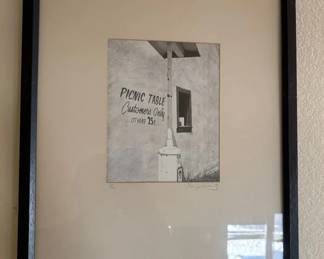 PICNIC TABLE
Customers Only
OTHERS 25¢